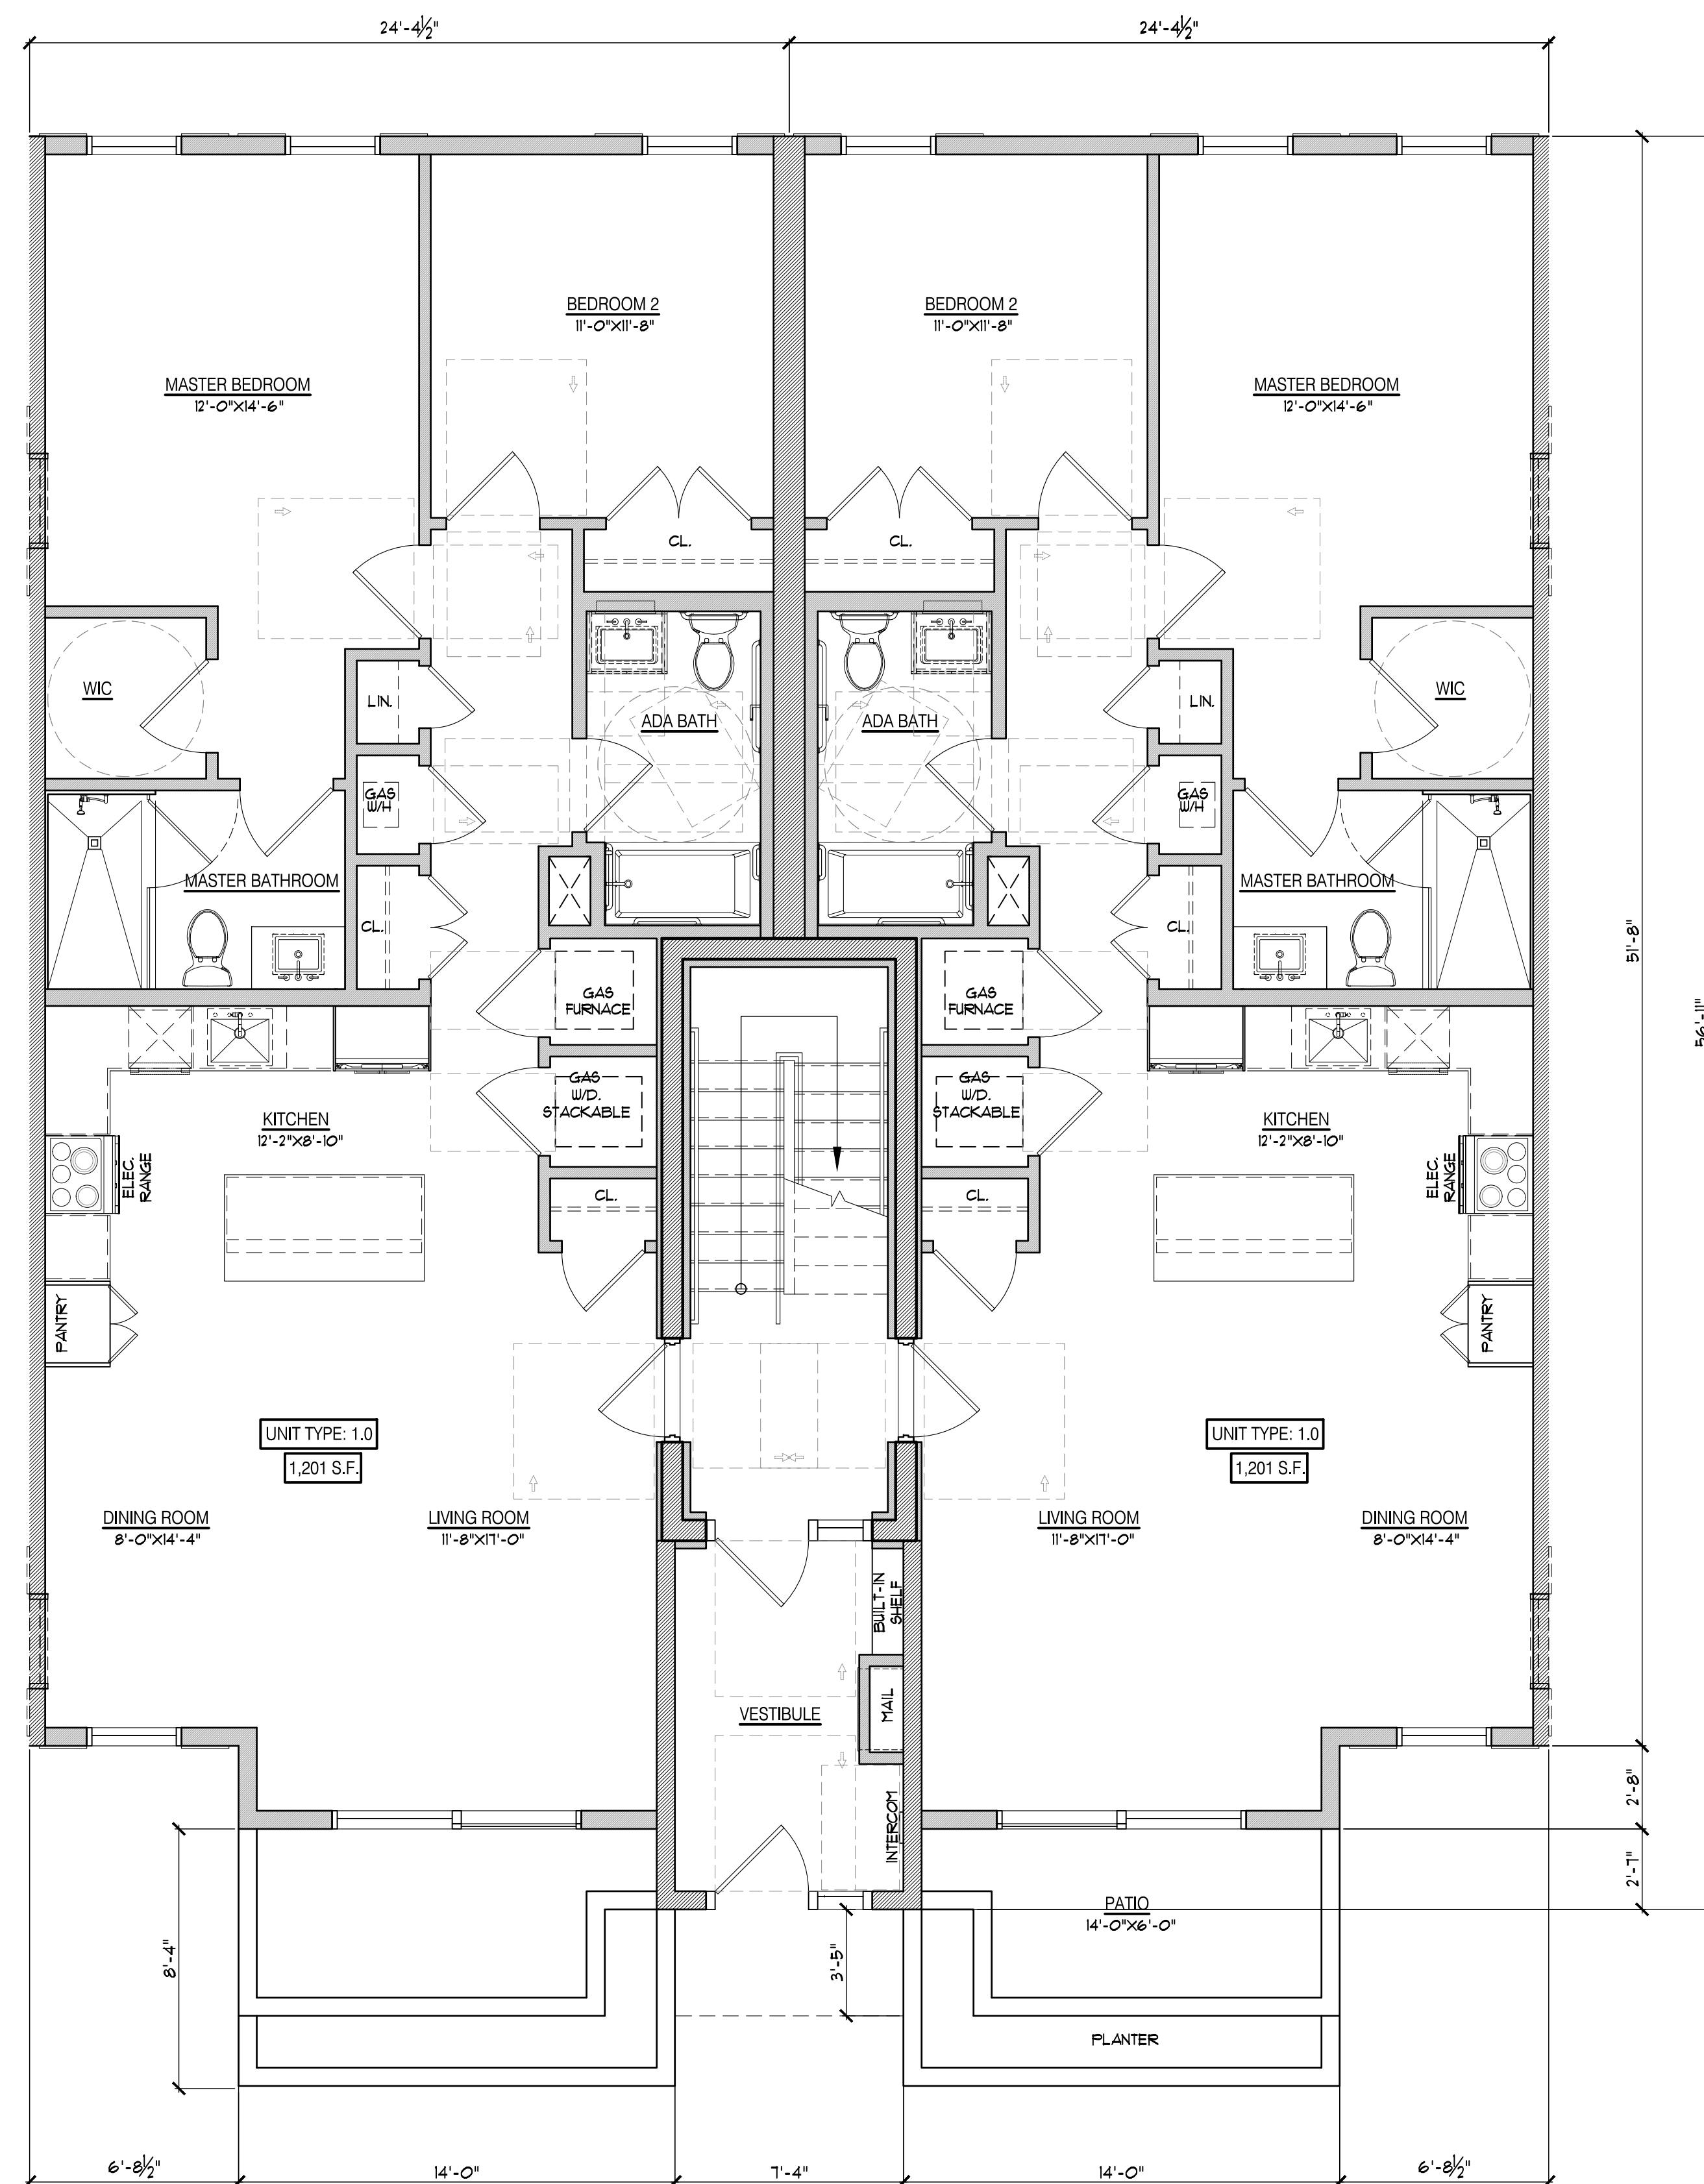 24'-4½"
24'-4½"
BEDROOM 2
11'-0"X11'-8"
BEDROOM 2
11'-0"X11'-8"
MASTER BEDROOM
12'-0"X14'-6"
MASTER BEDROOM
12'-0"X14'-6"
CL.
CL.
WIC
LIN.
ADA BATH
ADA BATH
LIN.
WIC
GAS
W/H
GAS
W/H
MASTER BATHROOM
MASTER BATHROOM
CL.
CL.
51'-8"
GAS
FURNACE
GAS
FURNACE
56'-11"
GAS
W/D.
STACKABLE
GAS
W/D.
STACKABLE
KITCHEN
12'-2"X8'-10"
KITCHEN
12'-2"X8'-10"
ELEC.
RANGE
ELEC.
RANGE
CL.
CL.
PANTRY
PANTRY
UNIT TYPE: 1.0
1,201 S.F.
UNIT TYPE: 1.0
1,201 S.F.
DINING ROOM
8'-0"X14'-4"
LIVING ROOM
11'-8"X17'-0"
LIVING ROOM
11'-8"X17'-0"
DINING ROOM
8'-0"X14'-4"
BUILT-IN
SHELF
MAIL
VESTIBULE
INTERCOM
2'-8"
2'-7"
PATIO
14'-0"X6'-0"
8'-4"
3'-5"
PLANTER
6'-8½"
14'-0"
7'-4"
14'-0"
6'-8½"